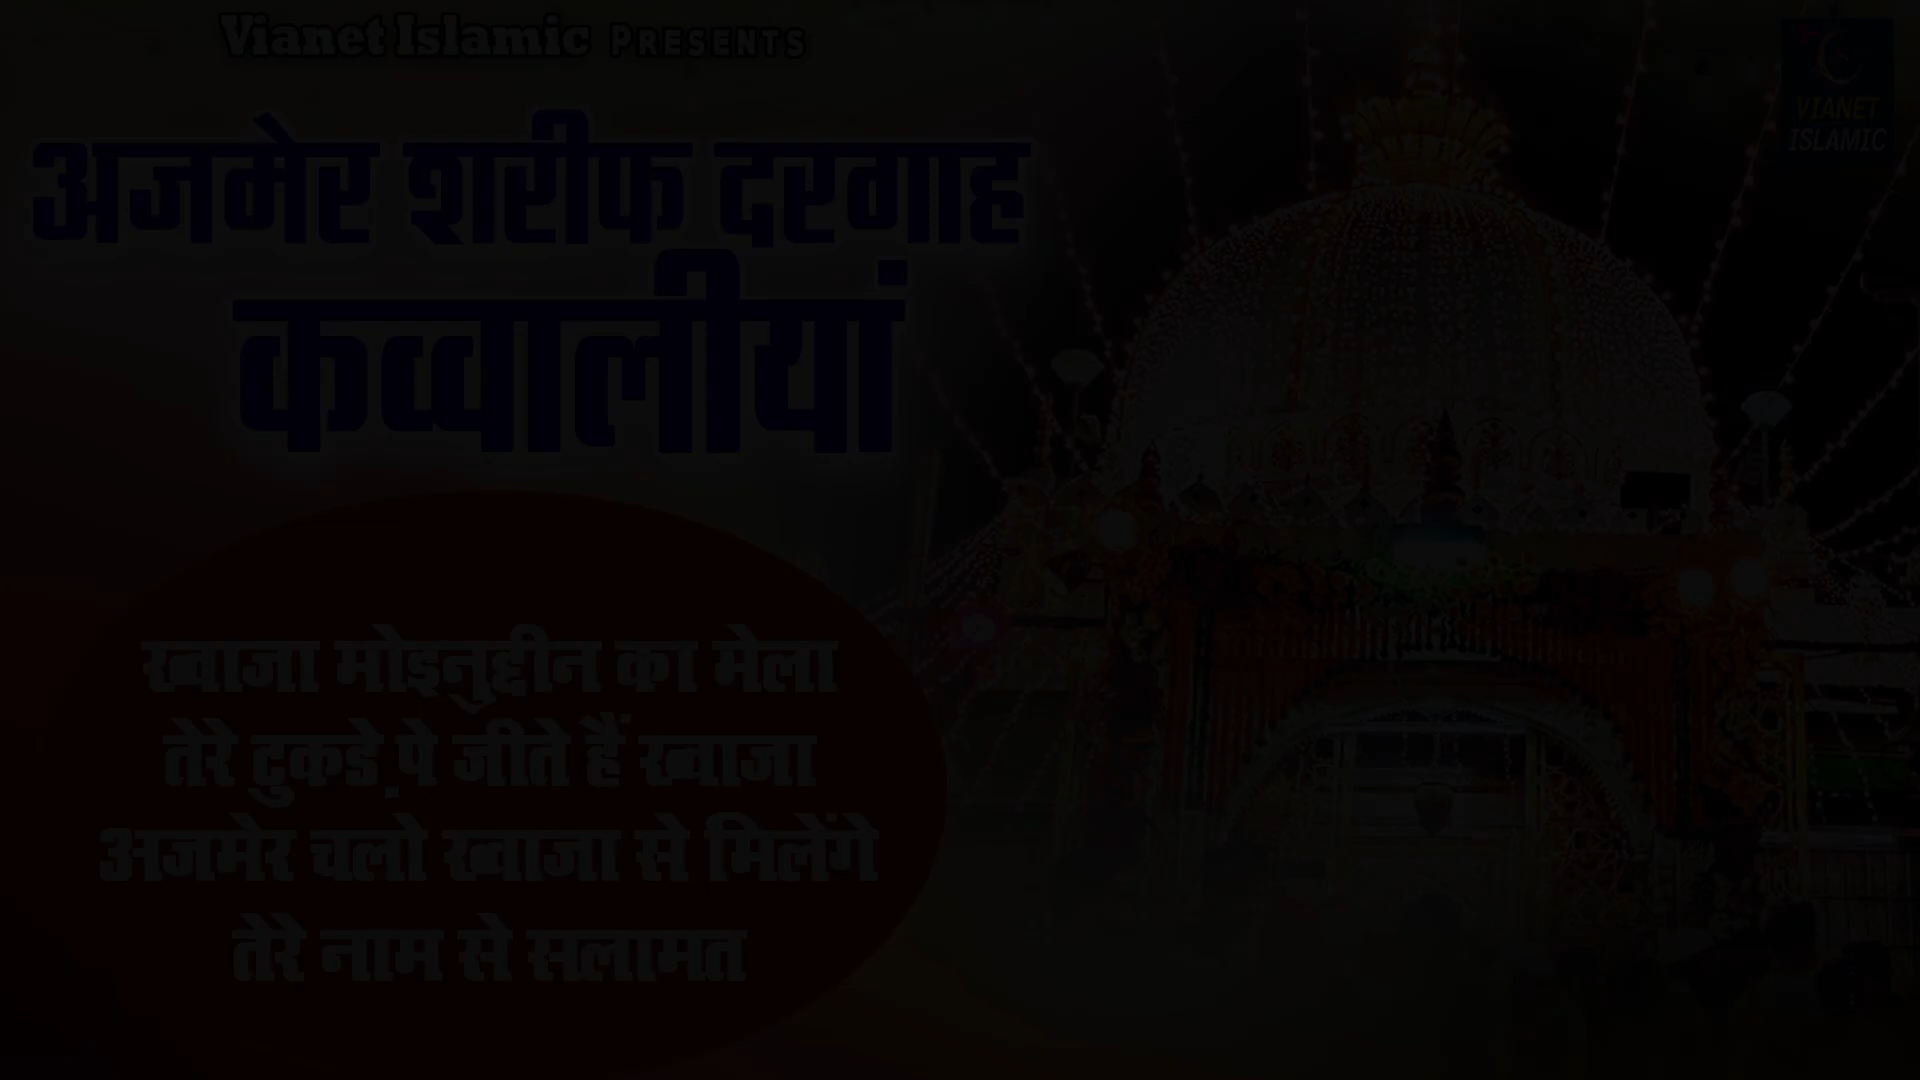 Vianet Islamic PRESENTS
अजमेर शरीफ दरगाह
कव्वालीयां
ख्वाजा मोइनुद्दीन का मेला
तेरे टुकडे पे जीते हैं ख्वाजा
अजमेर चलो ख्वाजा से मिलेंगे
तेरे नाम से सलामत
VIANET
ISLAMIC